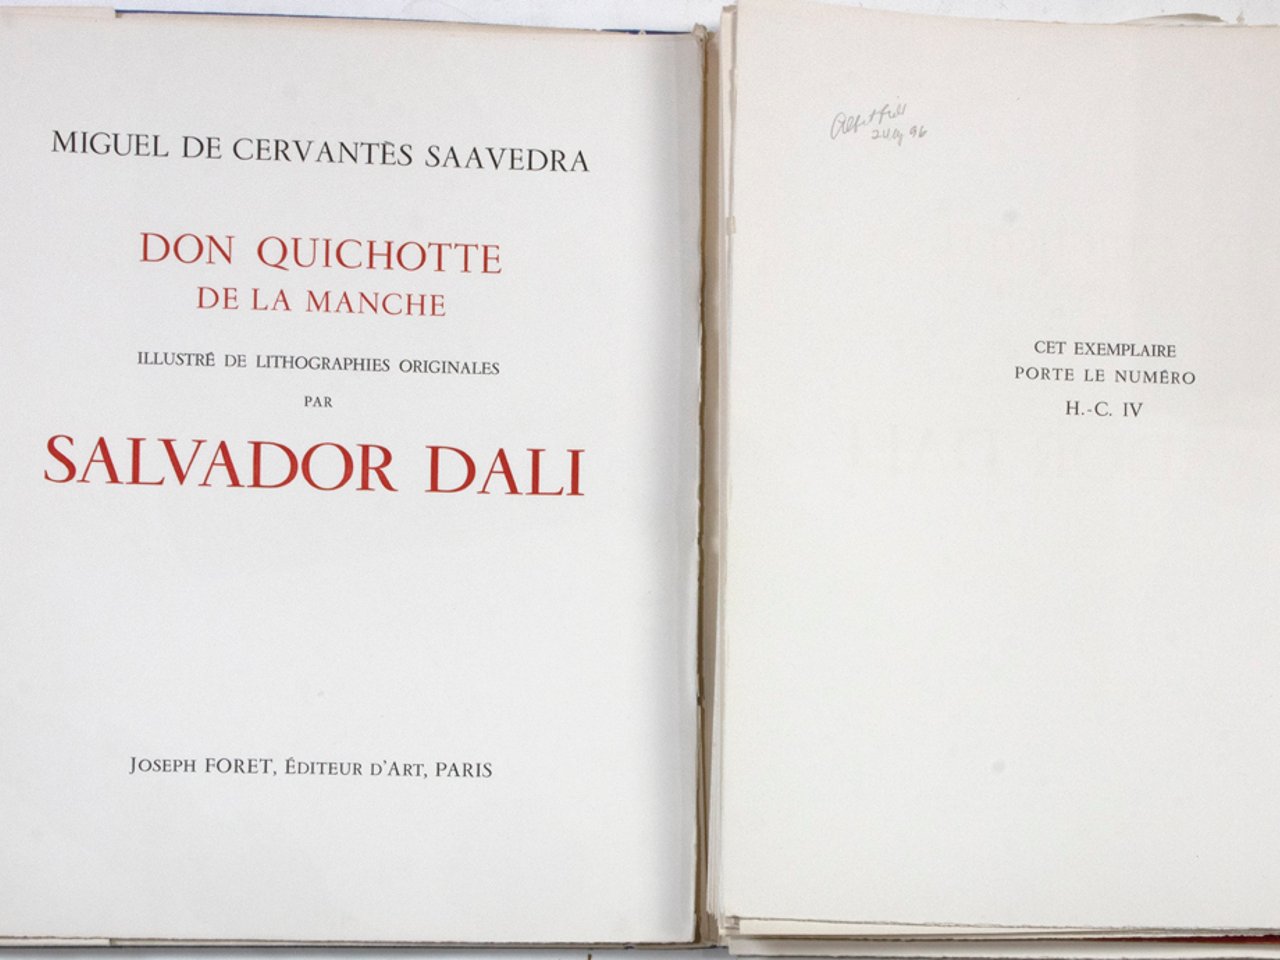 MIGUEL DE CERVANTÈS SAAVEDRA
DON QUICHOTTE
DE LA MANCHE
ILLUSTRÉ DE LITHOGRAPHIES ORIGINALES
PAR
SALVADOR DALI
JOSEPH FORET, ÉDITEUR D'ART, PARIS
96
CET EXEMPLAIRE
PORTE LE NUMÉRO
H.-C. IV